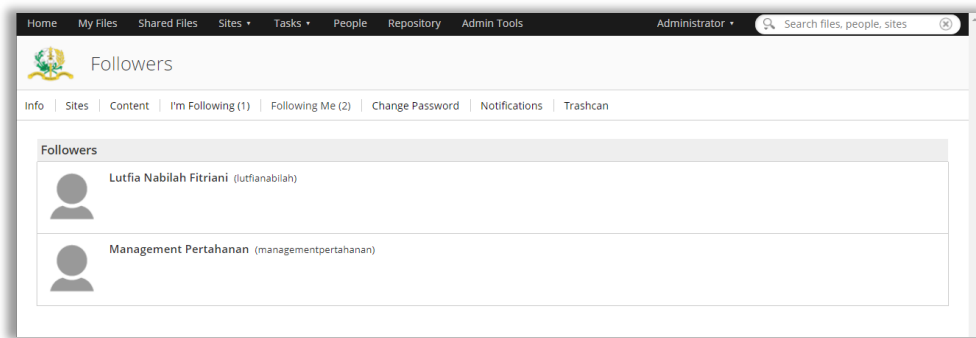 Home My Files Shared Files Sites Tasks People Repository Admin Tools Administrator Search files, people, sites
Followers
Info Sites Content I'm Following (1) Following Me (2) Change Password Notifications Trashcan
Followers
Lutfia Nabilah Fitriani (lutfianabilah)
Management Pertahanan (managementpertahanan)